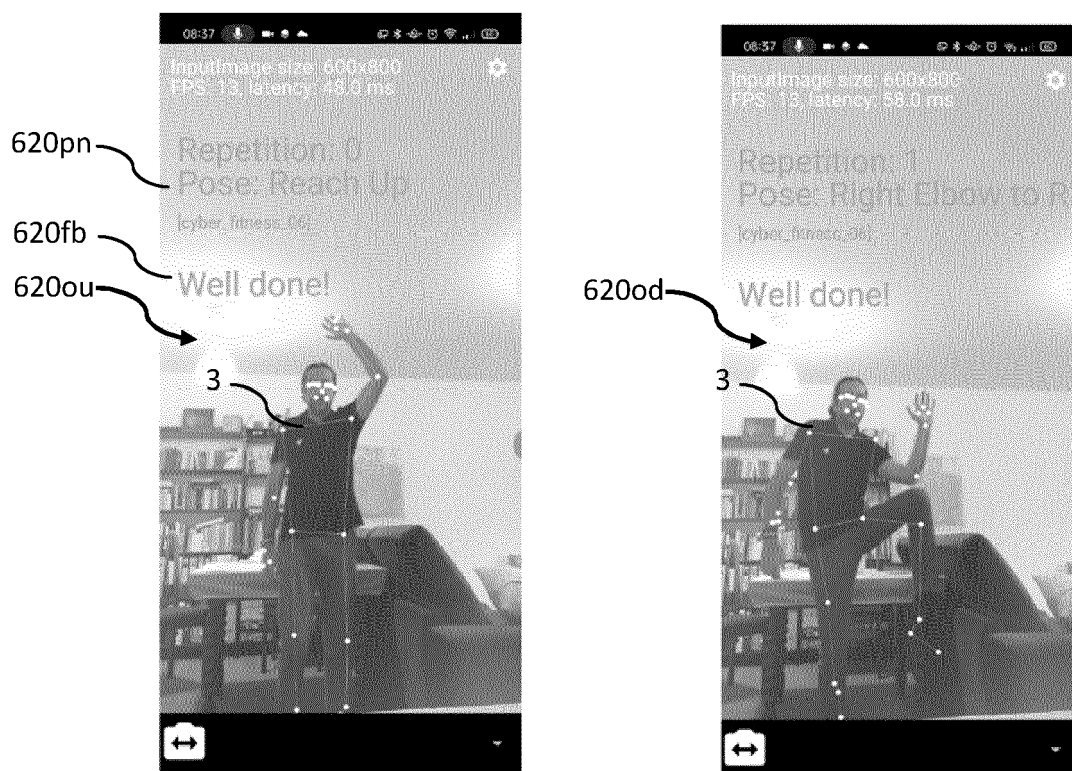 08:37
InputImage size: 600x800
FPS: 13, latency: 48.0 ms
620pn
Repetition: 0
Pose: Reach Up
[cyber_fitness_06]
620fb
Well done!
620ou
3
08:37
InputImage size: 600x800
FPS: 13, latency: 58.0 ms
Repetition: 1
Pose: Right Elbow to R
[cyber_fitness_06]
Well done!
620od
3